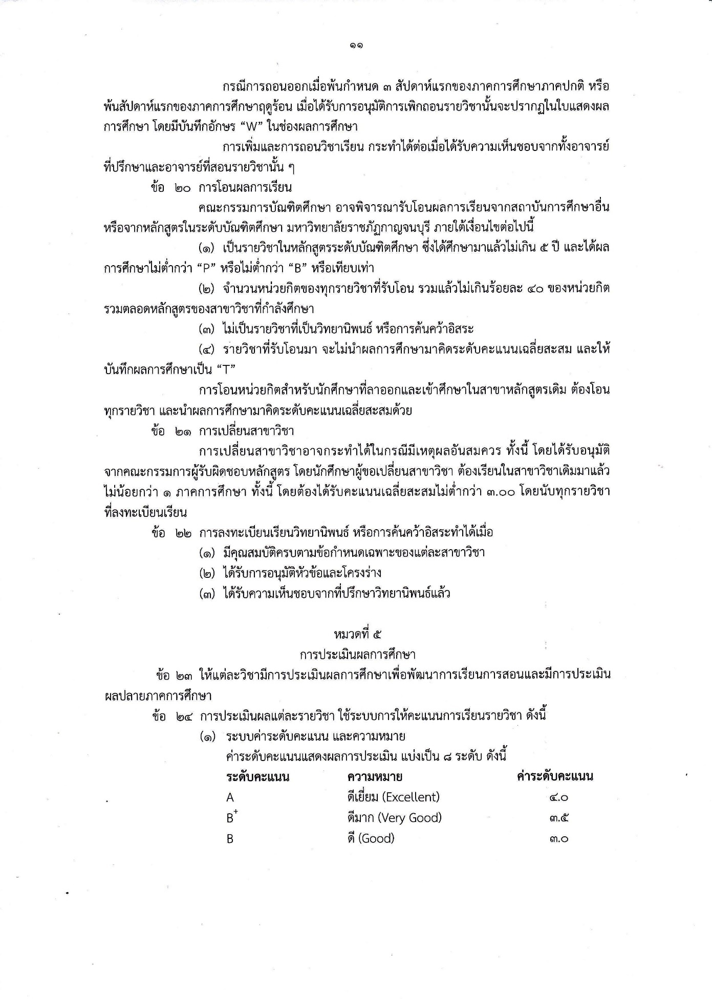 ๑๑
กรณีการถอนออกเมื่อพ้นกำหนด ๓ สัปดาห์แรกของภาคการศึกษาภาคปกติ หรือ
พ้นสัปดาห์แรกของภาคการศึกษาฤดูร้อน เมื่อได้รับการอนุมัติการเพิกถอนรายวิชานั้นจะปรากฏในใบแสดงผล
การศึกษา โดยมีบันทึกอักษร “W” ในช่องผลการศึกษา
การเพิ่มและการถอนวิชาเรียน กระทำได้ต่อเมื่อได้รับความเห็นชอบจากทั้งอาจารย์
ที่ปรึกษาและอาจารย์ที่สอนรายวิชานั้น ๆ
ข้อ ๒๐ การโอนผลการเรียน
คณะกรรมการบัณฑิตศึกษา อาจพิจารณารับโอนผลการเรียนจากสถาบันการศึกษาอื่น
หรือจากหลักสูตรในระดับบัณฑิตศึกษา มหาวิทยาลัยราชภัฏกาญจนบุรี ภายใต้เงื่อนไขต่อไปนี้
(๑) เป็นรายวิชาในหลักสูตรระดับบัณฑิตศึกษา ซึ่งได้ศึกษามาแล้วไม่เกิน ๕ ปี และได้ผล
การศึกษาไม่ต่ำกว่า “P” หรือไม่ต่ำกว่า “B” หรือเทียบเท่า
(๒) จำนวนหน่วยกิตของทุกรายวิชาที่รับโอน รวมแล้วไม่เกินร้อยละ ๔๐ ของหน่วยกิต
รวมตลอดหลักสูตรของสาขาวิชาที่กำลังศึกษา
(๓) ไม่เป็นรายวิชาที่เป็นวิทยานิพนธ์ หรือการค้นคว้าอิสระ
(๔) รายวิชาที่รับโอนมา จะไม่นำผลการศึกษามาคิดระดับคะแนนเฉลี่ยสะสม และให้
บันทึกผลการศึกษาเป็น “T”
การโอนหน่วยกิตสำหรับนักศึกษาที่ลาออกและเข้าศึกษาในสาขาหลักสูตรเดิม ต้องโอน
ทุกรายวิชา และนำผลการศึกษามาคิดระดับคะแนนเฉลี่ยสะสมด้วย
ข้อ ๒๑ การเปลี่ยนสาขาวิชา
การเปลี่ยนสาขาวิชาอาจกระทำได้ในกรณีมีเหตุผลอันสมควร ทั้งนี้ โดยได้รับอนุมัติ
จากคณะกรรมการผู้รับผิดชอบหลักสูตร โดยนักศึกษาผู้ขอเปลี่ยนสาขาวิชา ต้องเรียนในสาขาวิชาเดิมมาแล้ว
ไม่น้อยกว่า ๑ ภาคการศึกษา ทั้งนี้ โดยต้องได้รับคะแนนเฉลี่ยสะสมไม่ต่ำกว่า ๓.๐๐ โดยนับทุกรายวิชา
ที่ลงทะเบียนเรียน
ข้อ ๒๒ การลงทะเบียนเรียนวิทยานิพนธ์ หรือการค้นคว้าอิสระทำได้เมื่อ
(๑) มีคุณสมบัติครบตามข้อกำหนดเฉพาะของแต่ละสาขาวิชา
(๒) ได้รับการอนุมัติหัวข้อและโครงร่าง
(๓) ได้รับความเห็นชอบจากที่ปรึกษาวิทยานิพนธ์แล้ว
หมวดที่ ๕
การประเมินผลการศึกษา
ข้อ ๒๓ ให้แต่ละวิชามีการประเมินผลการศึกษาเพื่อพัฒนาการเรียนการสอนและมีการประเมิน
ผลปลายภาคการศึกษา
ข้อ ๒๔ การประเมินผลแต่ละรายวิชา ใช้ระบบการให้คะแนนการเรียนรายวิชา ดังนี้
(๑) ระบบค่าระดับคะแนน และความหมาย
ค่าระดับคะแนนแสดงผลการประเมิน แบ่งเป็น ๘ ระดับ ดังนี้
ระดับคะแนน ความหมาย ค่าระดับคะแนน
A ดีเยี่ยม (Excellent) ๔.๐
B⁺ ดีมาก (Very Good) ๓.๕
B ดี (Good) ๓.๐